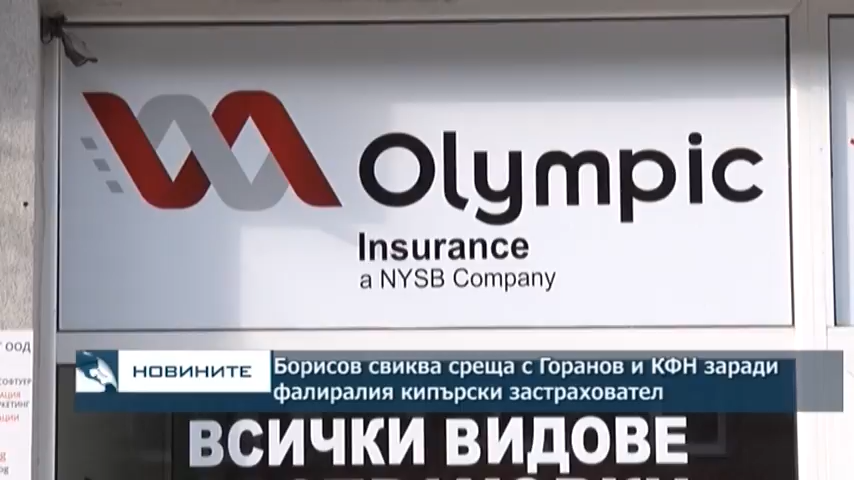 Olympic
Insurance
a NYSB Company
ООД
НОВИНИТЕ
Борисов свиква среща с Горанов и КФН заради
фалиралия кипърски застраховател
ВСИЧКИ ВИДОВЕ